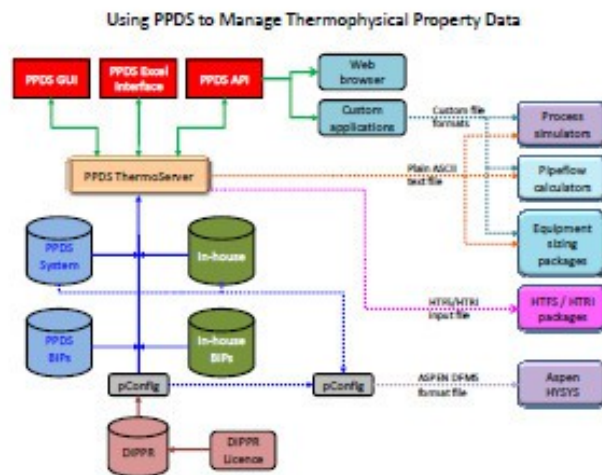 Using PPDS to Manage Thermophysical Property Data
PPDS GUI
PPDS Excel
Interface
PPDS API
Web
browser
Custom
applications
Custom file
formats
Process
simulators
PPDS ThermoServer
Plain ASCII
text file
Pipeflow
calculators
Equipment
sizing
packages
PPDS
System
In-house
HTFS/HTRI
input file
HTFS / HTRI
packages
PPDS
BIPs
In-house
BIPs
pConfig
pConfig
ASPEN DFMS
format file
Aspen
HYSYS
DIPPR
DIPPR
Licence